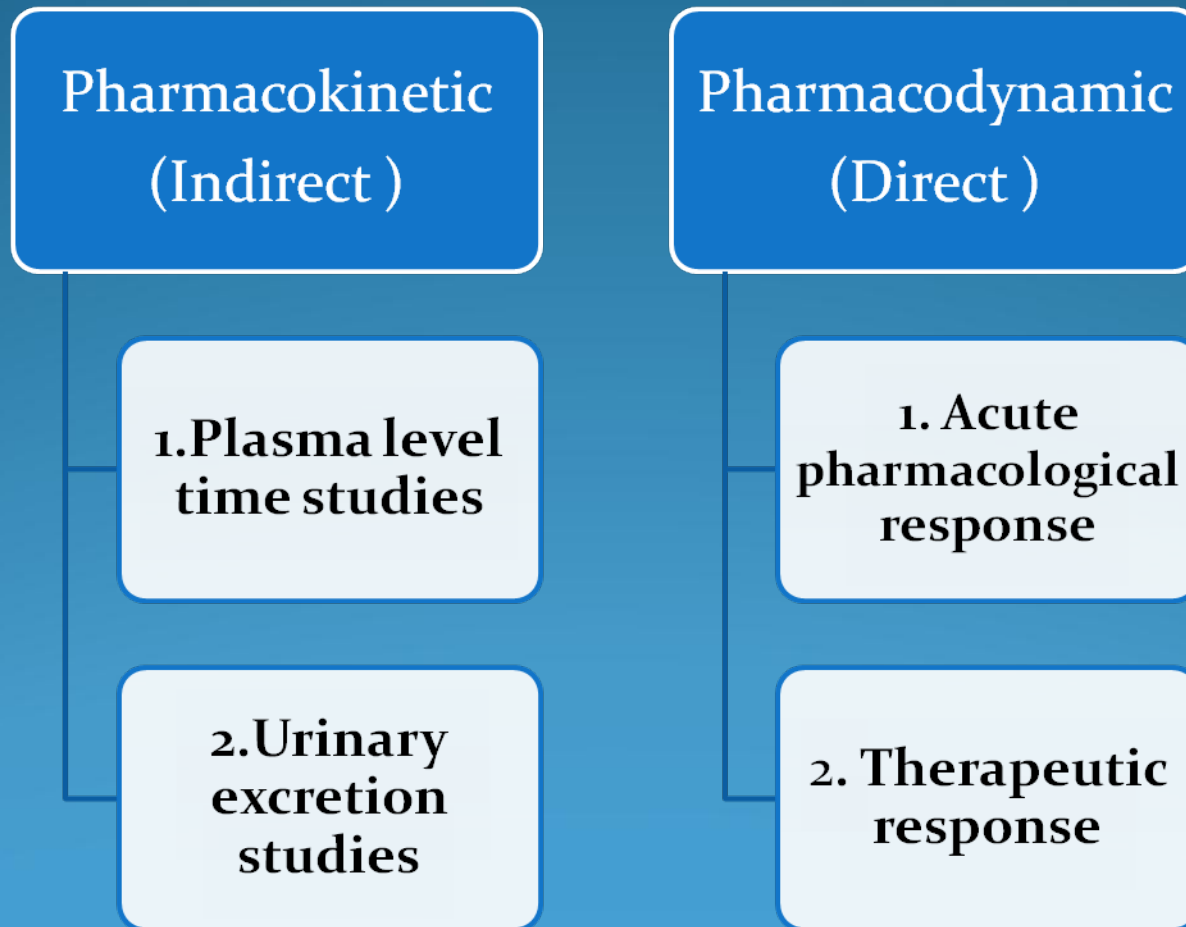 Pharmacokinetic
(Indirect )
1.Plasma level
time studies
2.Urinary
excretion
studies
Pharmacodynamic
(Direct )
1. Acute
pharmacological
response
2. Therapeutic
response